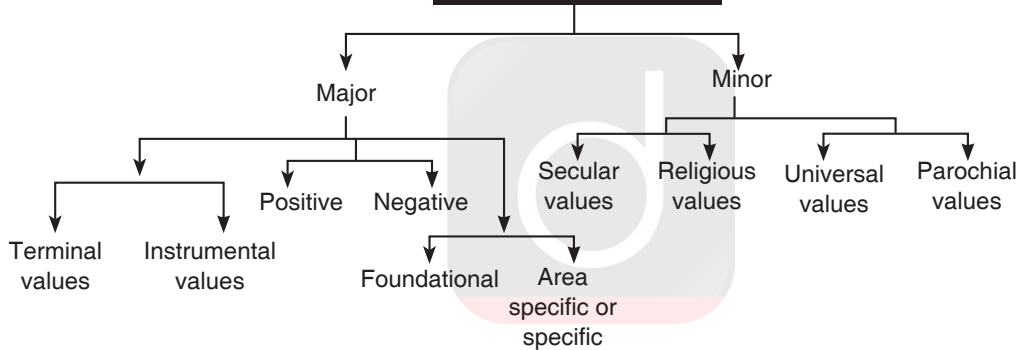 Major
Minor
Positive
Negative
Secular
values
Religious
values
Universal
values
Parochial
values
Terminal
values
Instrumental
values
Foundational
Area
specific or
specific